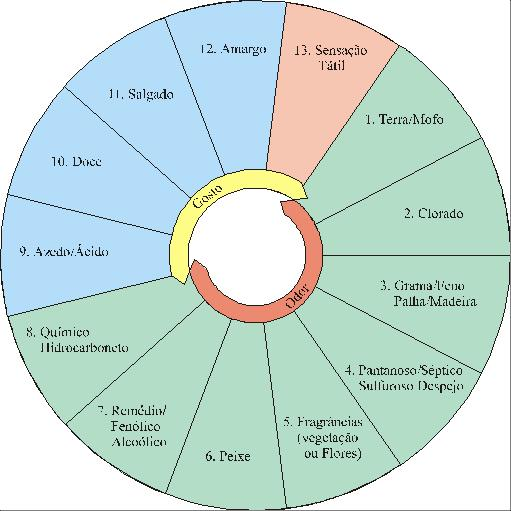 12. Amargo
13. Sensação
Tátil
11. Salgado
1. Terra/Mofo
10. Doce
Gosto
2. Clorado
9. Azedo/Ácido
3. Grama/Feno
Palha/Madeira
Odor
8. Químico
Hidrocarboneto
4. Pantanoso/Séptico
Sulfuroso Despejo
7. Remédio/
Fenólico
Alcoólico
5. Fragrâncias
(vegetação
ou Flores)
6. Peixe